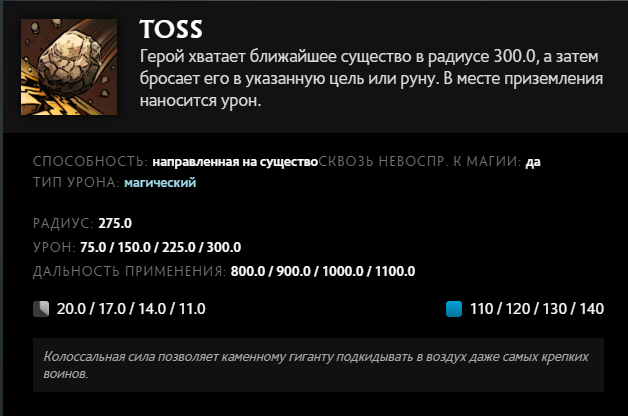 TOSS
Герой хватает ближайшее существо в радиусе 300.0, а затем
бросает его в указанную цель или руну. В месте приземления
наносится урон.
СПОСОБНОСТЬ: направленная на существоСКВОЗЬ НЕВОСПР. К МАГИИ: да
ТИП УРОНА: магический
РАДИУС: 275.0
УРОН: 75.0 / 150.0 / 225.0 / 300.0
ДАЛЬНОСТЬ ПРИМЕНЕНИЯ: 800.0 / 900.0 / 1000.0 / 1100.0
20.0 / 17.0 / 14.0 / 11.0 110 / 120 / 130 / 140
Колоссальная сила позволяет каменному гиганту подкидывать в воздух даже самых крепких
воинов.